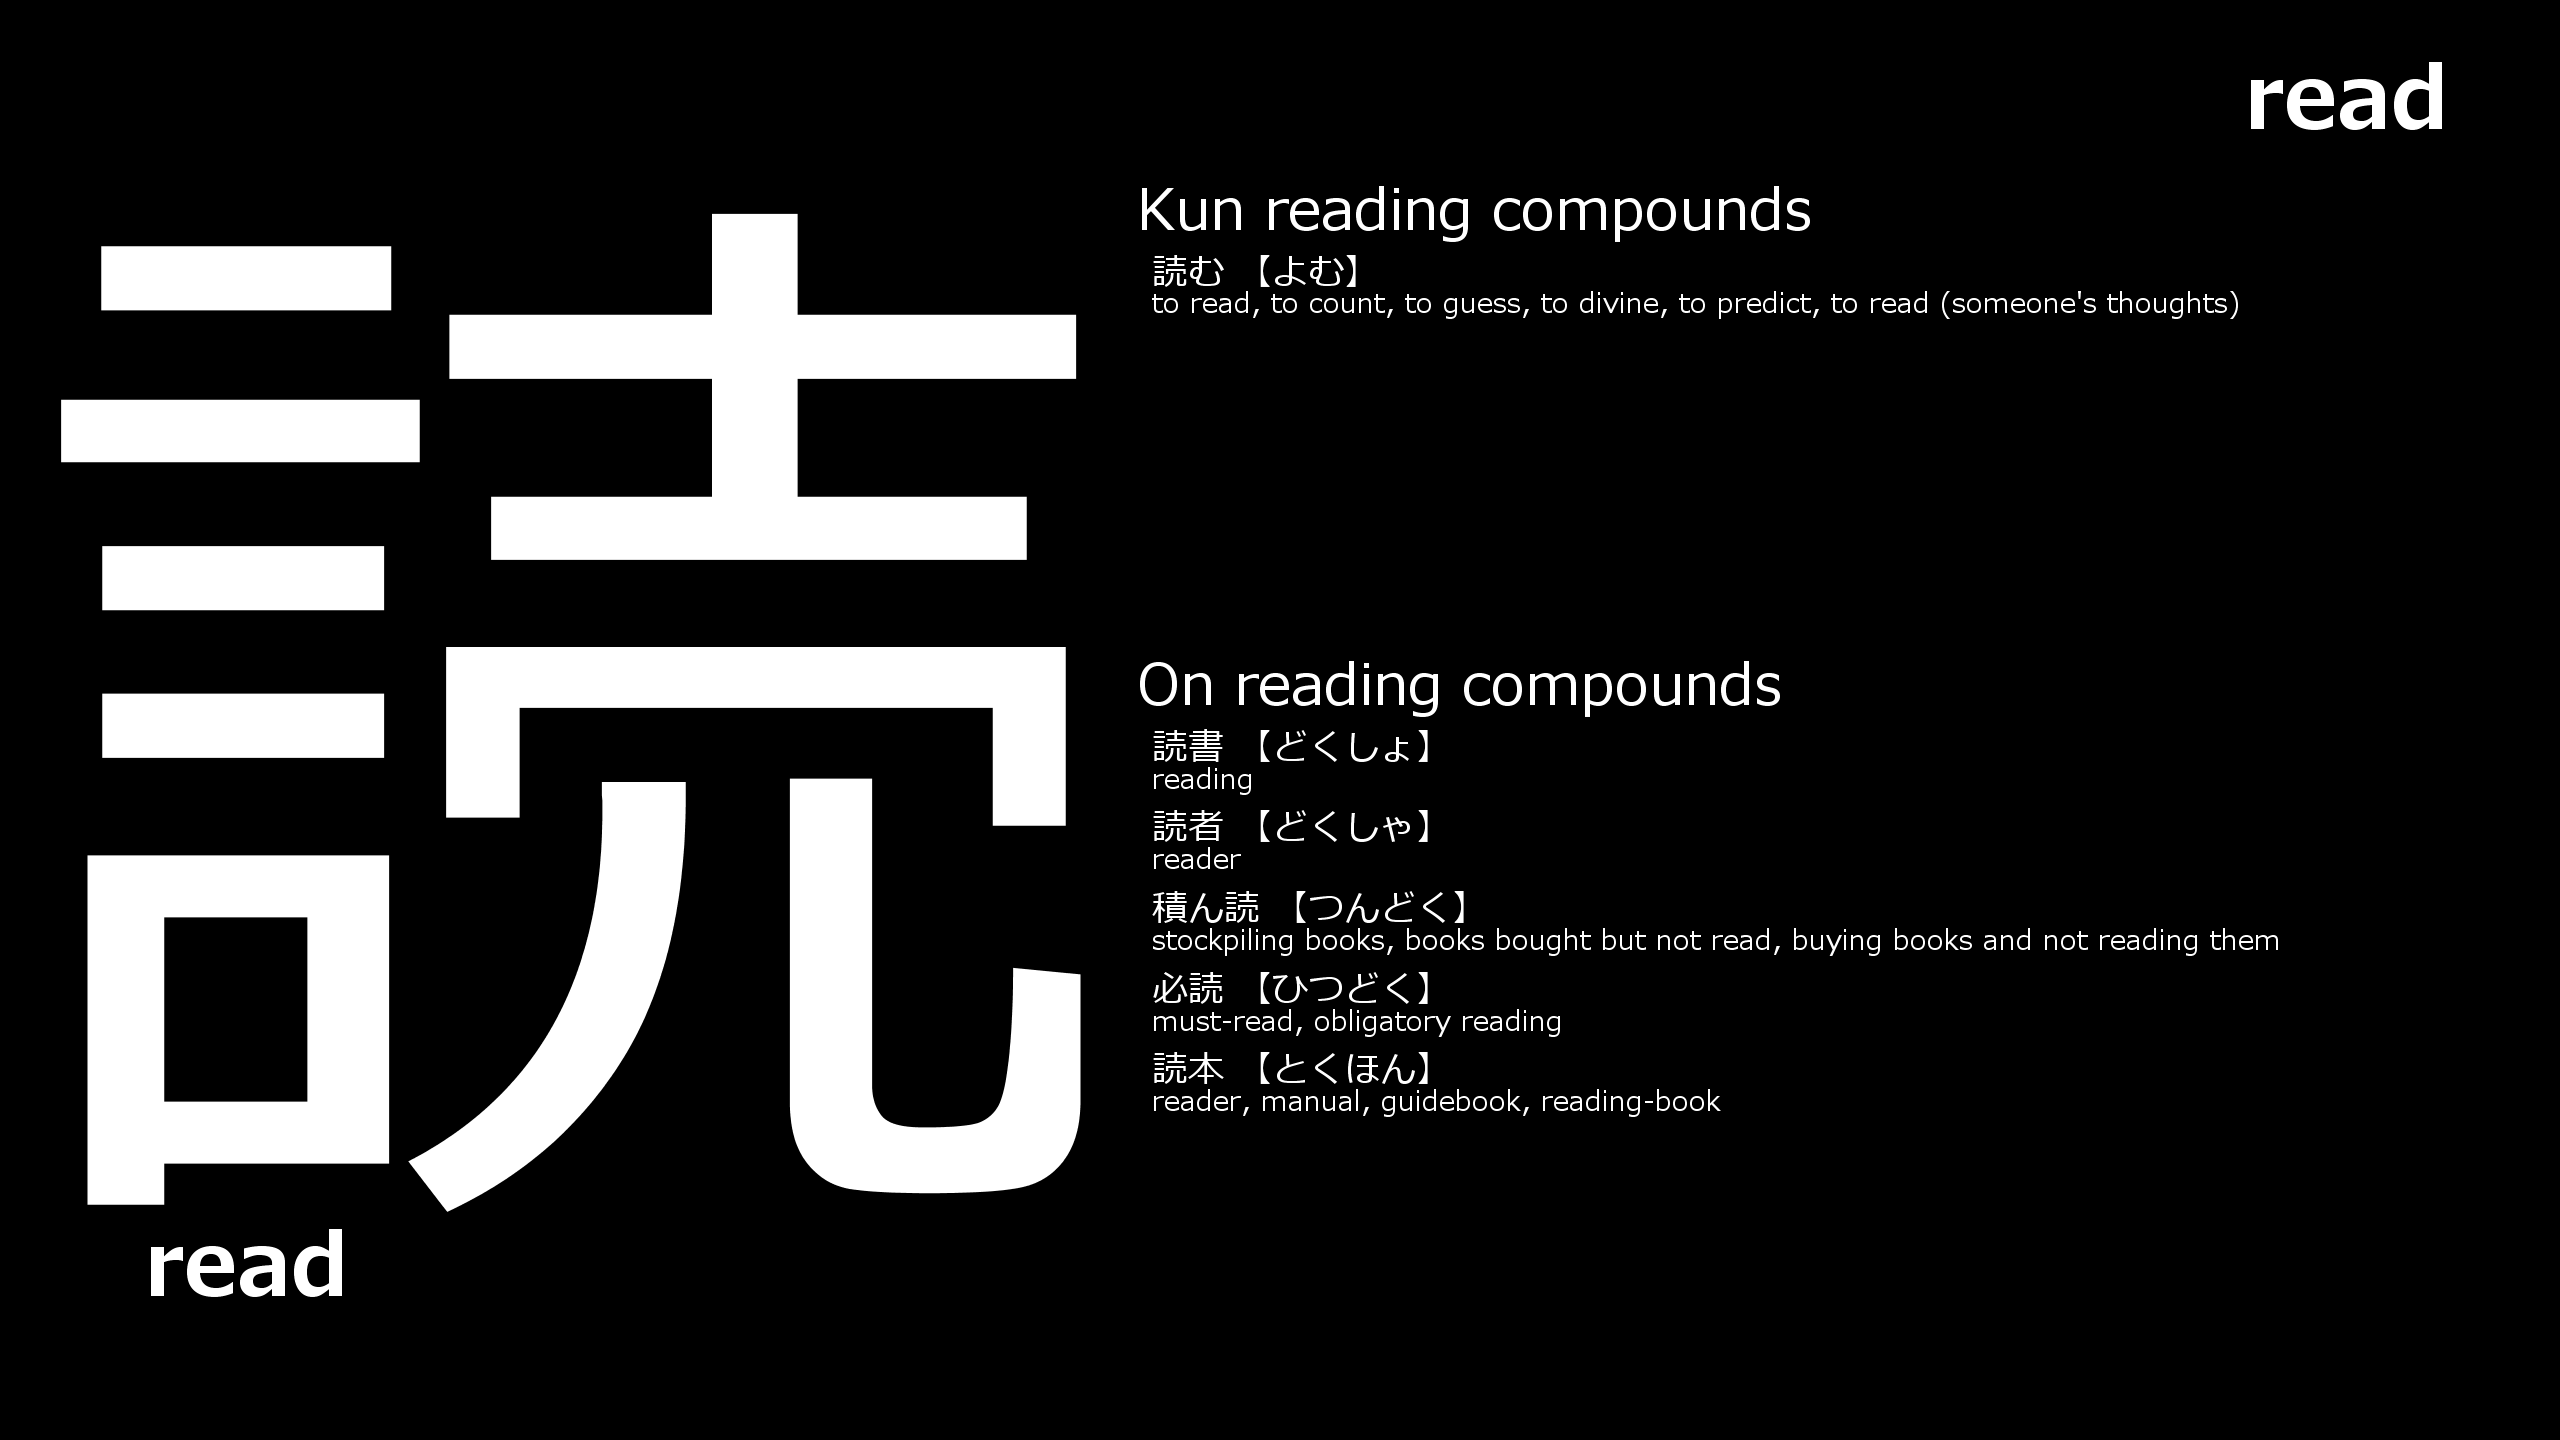 read
読
read
Kun reading compounds
読む 【よむ】
to read, to count, to guess, to divine, to predict, to read (someone's thoughts)
On reading compounds
読書 【どくしょ】
reading
読者 【どくしゃ】
reader
積ん読 【つんどく】
stockpiling books, books bought but not read, buying books and not reading them
必読 【ひつどく】
must-read, obligatory reading
読本 【とくほん】
reader, manual, guidebook, reading-book